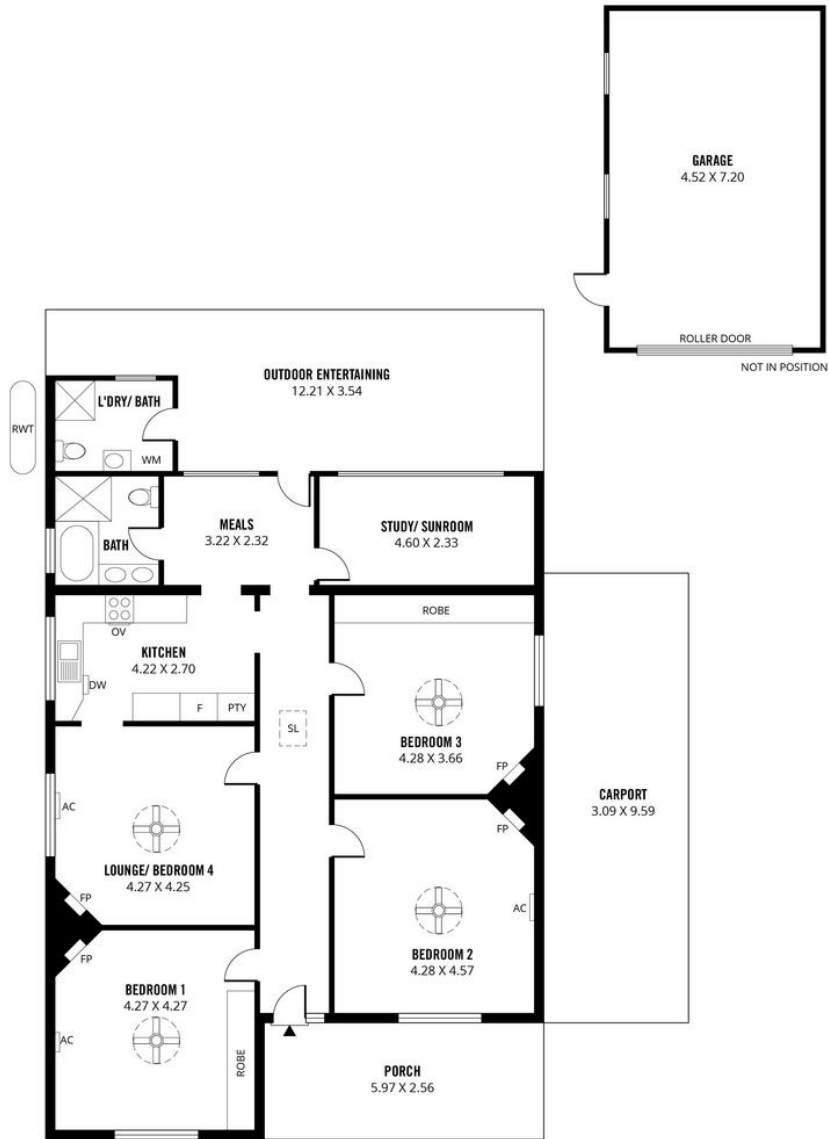 GARAGE
4.52 X 7.20
ROLLER DOOR
NOT IN POSITION
OUTDOOR ENTERTAINING
12.21 X 3.54
L'DRY/ BATH
RWT
WM
MEALS
3.22 X 2.32
STUDY/ SUNROOM
4.60 X 2.33
BATH
ROBE
OV
KITCHEN
4.22 X 2.70
DW
F
PTY
SL
BEDROOM 3
4.28 X 3.66
FP
CARPORT
3.09 X 9.59
AC
FP
LOUNGE/ BEDROOM 4
4.27 X 4.25
FP
AC
BEDROOM 2
4.28 X 4.57
FP
BEDROOM 1
4.27 X 4.27
AC
ROBE
PORCH
5.97 X 2.56